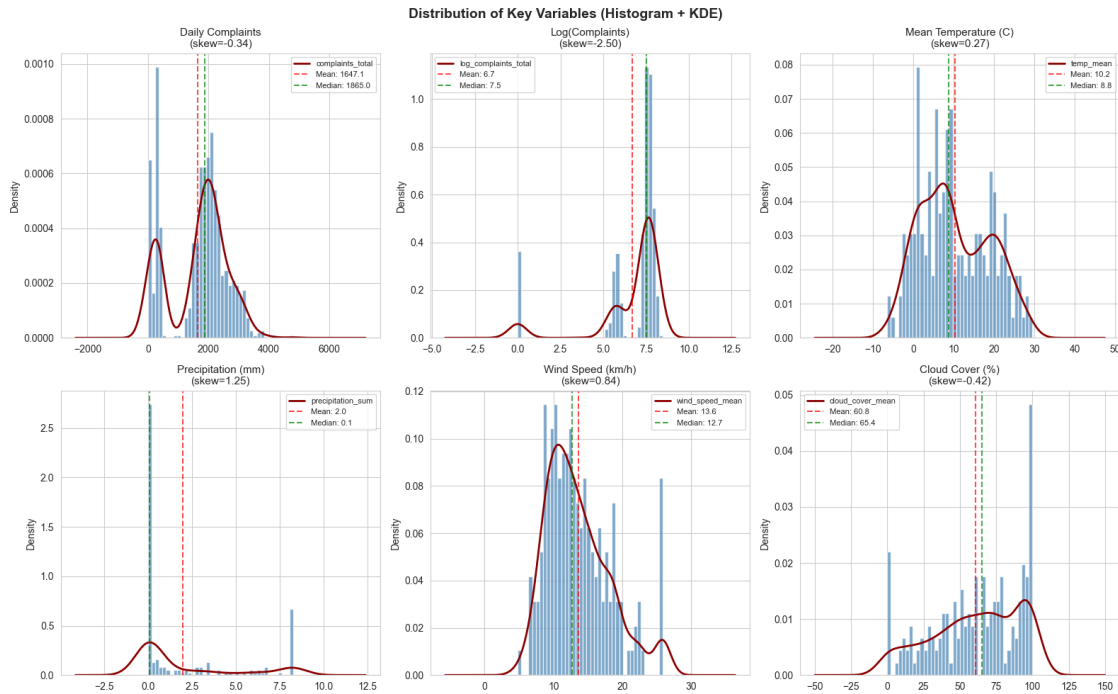 Distribution of Key Variables (Histogram + KDE)
Daily Complaints
(skew=-0.34)
Density
0.0010
0.0008
0.0006
0.0004
0.0002
0.0000
−2000
0
2000
4000
6000
complaints_total
Mean: 1647.1
Median: 1865.0
Log(Complaints)
(skew=-2.50)
Density
1.0
0.8
0.6
0.4
0.2
0.0
−5.0
−2.5
0.0
2.5
5.0
7.5
10.0
12.5
log_complaints_total
Mean: 6.7
Median: 7.5
Mean Temperature (C)
(skew=0.27)
Density
0.08
0.07
0.06
0.05
0.04
0.03
0.02
0.01
0.00
−20
−10
0
10
20
30
40
50
temp_mean
Mean: 10.2
Median: 8.8
Precipitation (mm)
(skew=1.25)
Density
2.5
2.0
1.5
1.0
0.5
0.0
−2.5
0.0
2.5
5.0
7.5
10.0
12.5
precipitation_sum
Mean: 2.0
Median: 0.1
Wind Speed (km/h)
(skew=0.84)
Density
0.12
0.10
0.08
0.06
0.04
0.02
0.00
0
10
20
30
wind_speed_mean
Mean: 13.6
Median: 12.7
Cloud Cover (%)
(skew=-0.42)
Density
0.05
0.04
0.03
0.02
0.01
0.00
−50
−25
0
25
50
75
100
125
150
cloud_cover_mean
Mean: 60.8
Median: 65.4